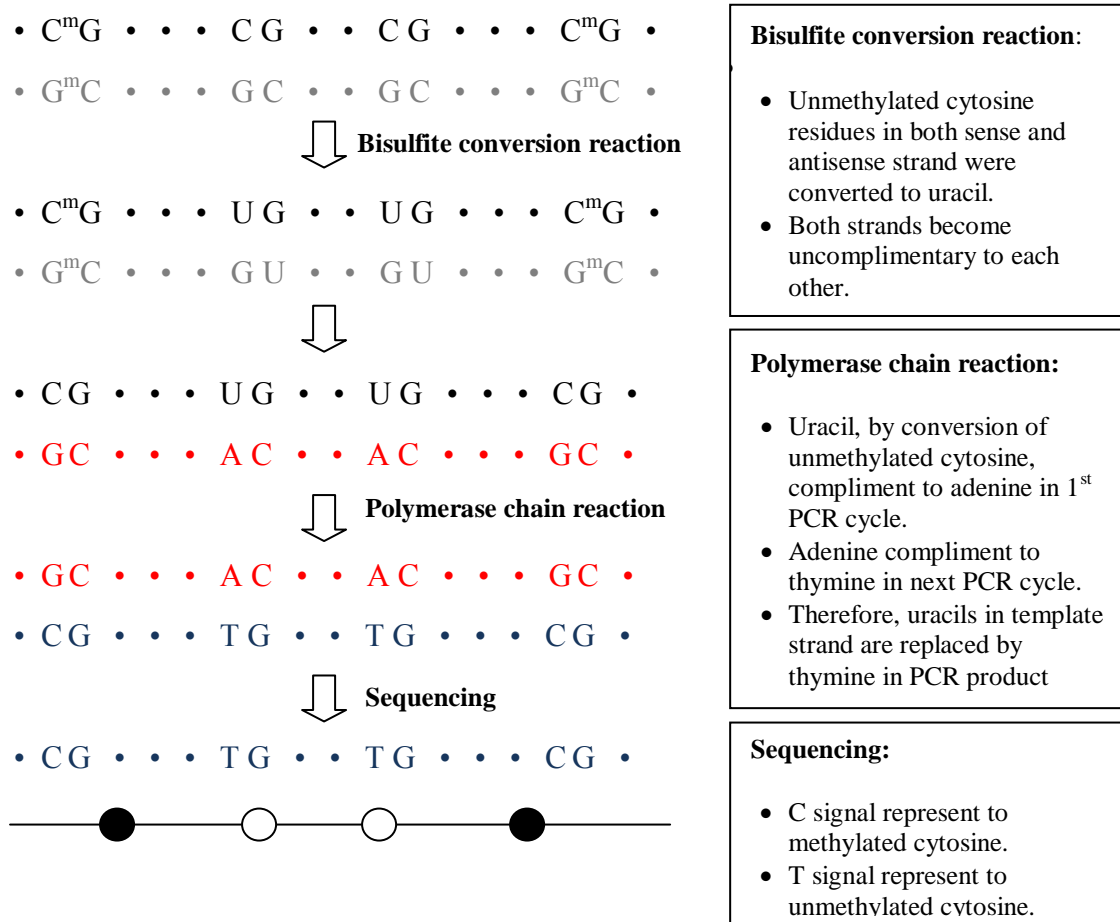 • CᵐG • • • CG • • CG • • • CᵐG •
• GᵐC • • • GC • • GC • • • GᵐC •
Bisulfite conversion reaction
• CᵐG • • • UG • • UG • • • CᵐG •
• GᵐC • • • GU • • GU • • • GᵐC •
• CG • • • UG • • UG • • • CG •
• GC • • • AC • • AC • • • GC •
Polymerase chain reaction
• GC • • • AC • • AC • • • GC •
• CG • • • TG • • TG • • • CG •
Sequencing
• CG • • • TG • • TG • • • CG •
Bisulfite conversion reaction:
• Unmethylated cytosine
residues in both sense and
antisense strand were
converted to uracil.
• Both strands become
uncomplimentary to each
other.
Polymerase chain reaction:
• Uracil, by conversion of
unmethylated cytosine,
compliment to adenine in 1ˢᵗ
PCR cycle.
• Adenine compliment to
thymine in next PCR cycle.
• Therefore, uracils in template
strand are replaced by
thymine in PCR product
Sequencing:
• C signal represent to
methylated cytosine.
• T signal represent to
unmethylated cytosine.